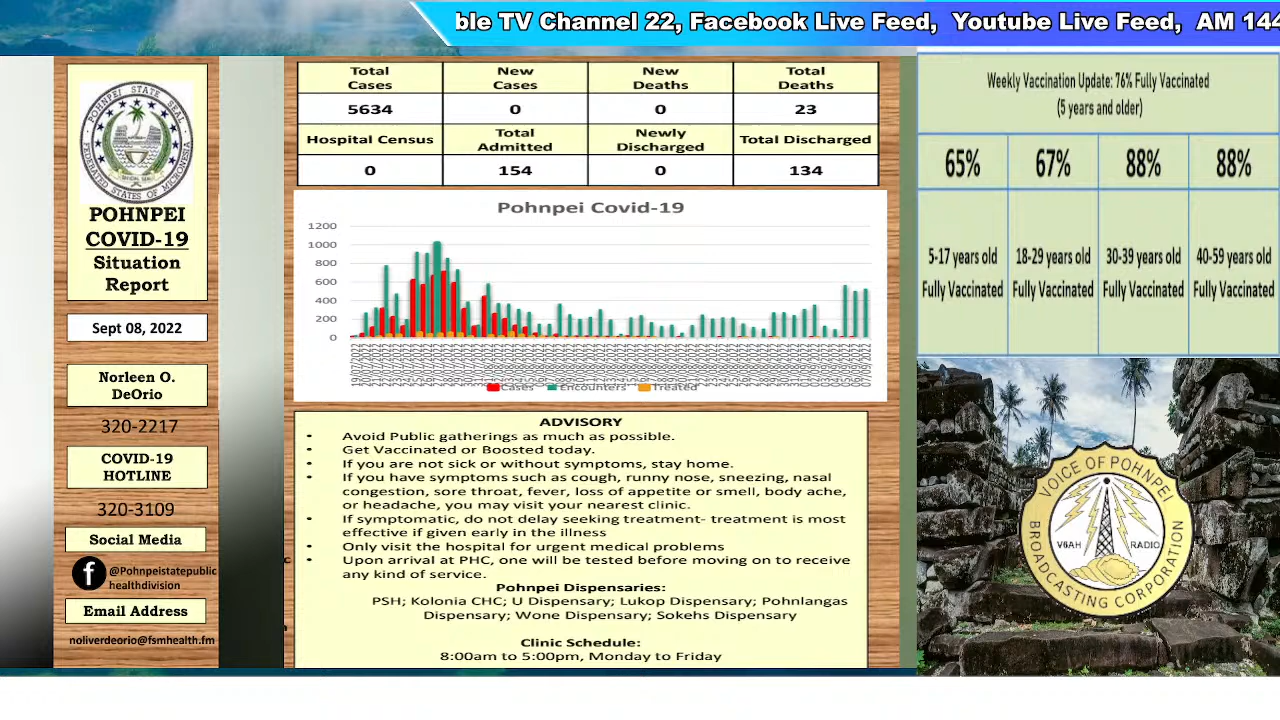 ble TV Channel 22, Facebook Live Feed, Youtube Live Feed, AM 144
POHNPEI STATE SEAL
FEDERATED STATES OF MICRONESIA
POHNPEI
COVID-19
Situation
Report
Sept 08, 2022
Norleen O.
DeOrio
320-2217
COVID-19
HOTLINE
320-3109
Social Media
f
@Pohnpeistatepublic
healthdivision
Email Address
noliverdeorio@fsmhealth.fm
Total Cases New Cases New Deaths Total Deaths
5634 0 0 23
Hospital Census Total Admitted Newly Discharged Total Discharged
0 154 0 134
Pohnpei Covid-19
1200
1000
800
600
400
200
0
Cases Encounters Treated
ADVISORY
• Avoid Public gatherings as much as possible.
• Get Vaccinated or Boosted today.
• If you are not sick or without symptoms, stay home.
• If you have symptoms such as cough, runny nose, sneezing, nasal
congestion, sore throat, fever, loss of appetite or smell, body ache,
or headache, you may visit your nearest clinic.
• If symptomatic, do not delay seeking treatment- treatment is most
effective if given early in the illness
• Only visit the hospital for urgent medical problems
• Upon arrival at PHC, one will be tested before moving on to receive
any kind of service.
Pohnpei Dispensaries:
PSH; Kolonia CHC; U Dispensary; Lukop Dispensary; Pohnlangas
Dispensary; Wone Dispensary; Sokehs Dispensary
Clinic Schedule:
8:00am to 5:00pm, Monday to Friday
Weekly Vaccination Update: 76% Fully Vaccinated
(5 years and older)
65% 67% 88% 88%
5-17 years old 18-29 years old 30-39 years old 40-59 years old
Fully Vaccinated Fully Vaccinated Fully Vaccinated Fully Vaccinated
VOICE OF POHNPEI
V6AH RADIO
BROADCASTING CORPORATION